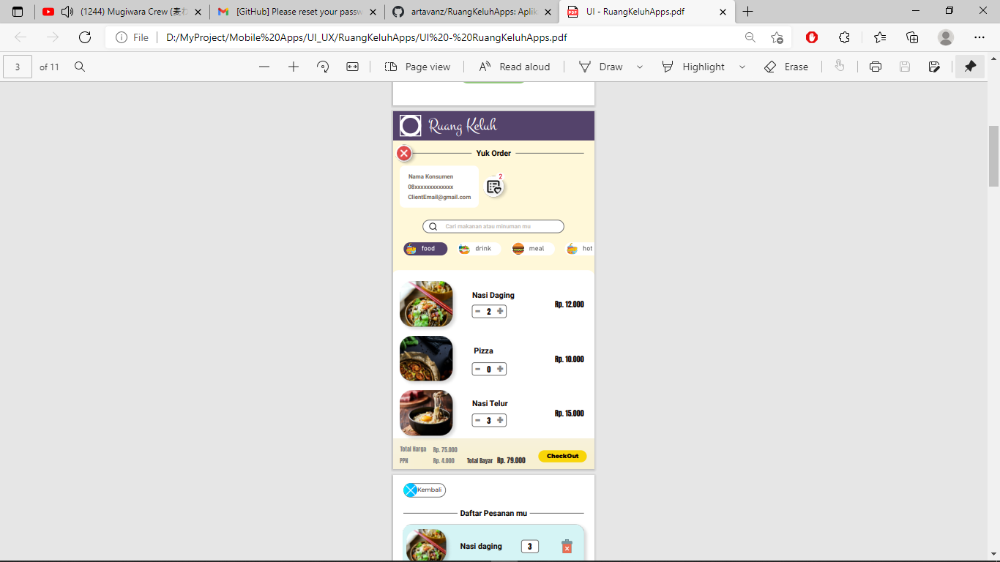 (1244) Mugiwara Crew (麦わ
[GitHub] Please reset your passw
artavanz/RuangKeluhApps: Aplik
UI - RuangKeluhApps.pdf
File
D:/MyProject/Mobile%20Apps/UI_UX/RuangKeluhApps/UI%20-%20RuangKeluhApps.pdf
3 of 11
Page view
Read aloud
Draw
Highlight
Erase
Ruang Keluh
Yuk Order
Nama Konsumen
2
08xxxxxxxxxxxxx
ClientEmail@gmail.com
Cari makanan atau minuman mu
food
drink
meal
hot
Nasi Daging
Rp. 12.000
2
Pizza
Rp. 10.000
0
Nasi Telur
Rp. 15.000
3
Total Harga Rp. 75.000
PPN Rp. 4.000 Total Bayar Rp. 79.000
CheckOut
Kembali
Daftar Pesanan mu
Nasi daging 3